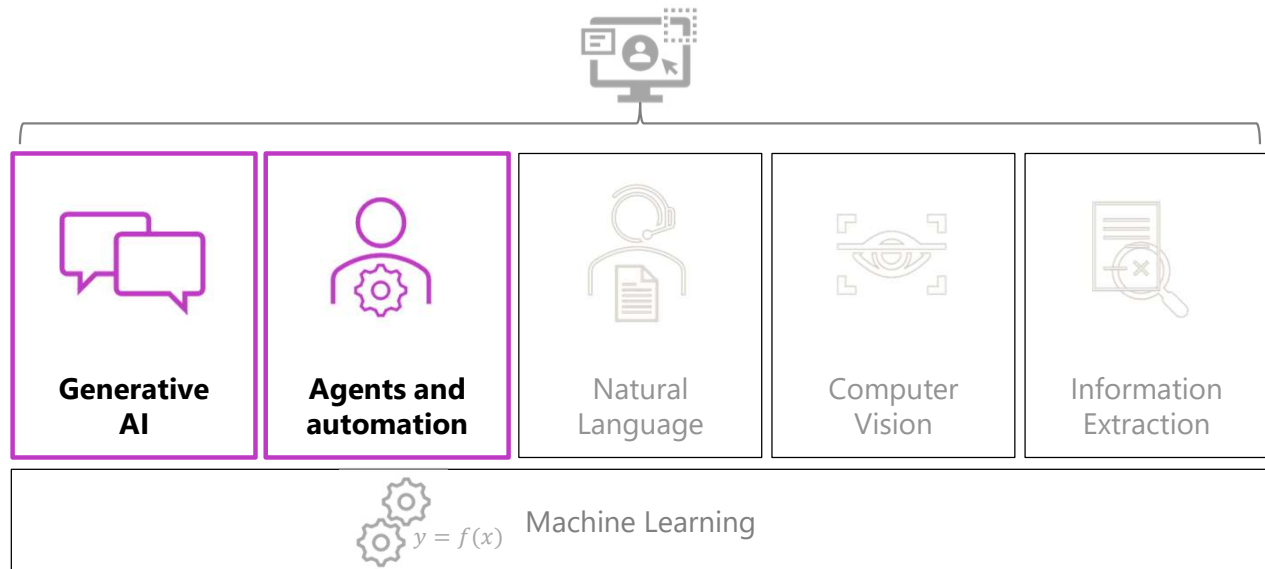 Generative
AI
Agents and
automation
Natural
Language
Computer
Vision
Information
Extraction
y = f(x)
Machine Learning